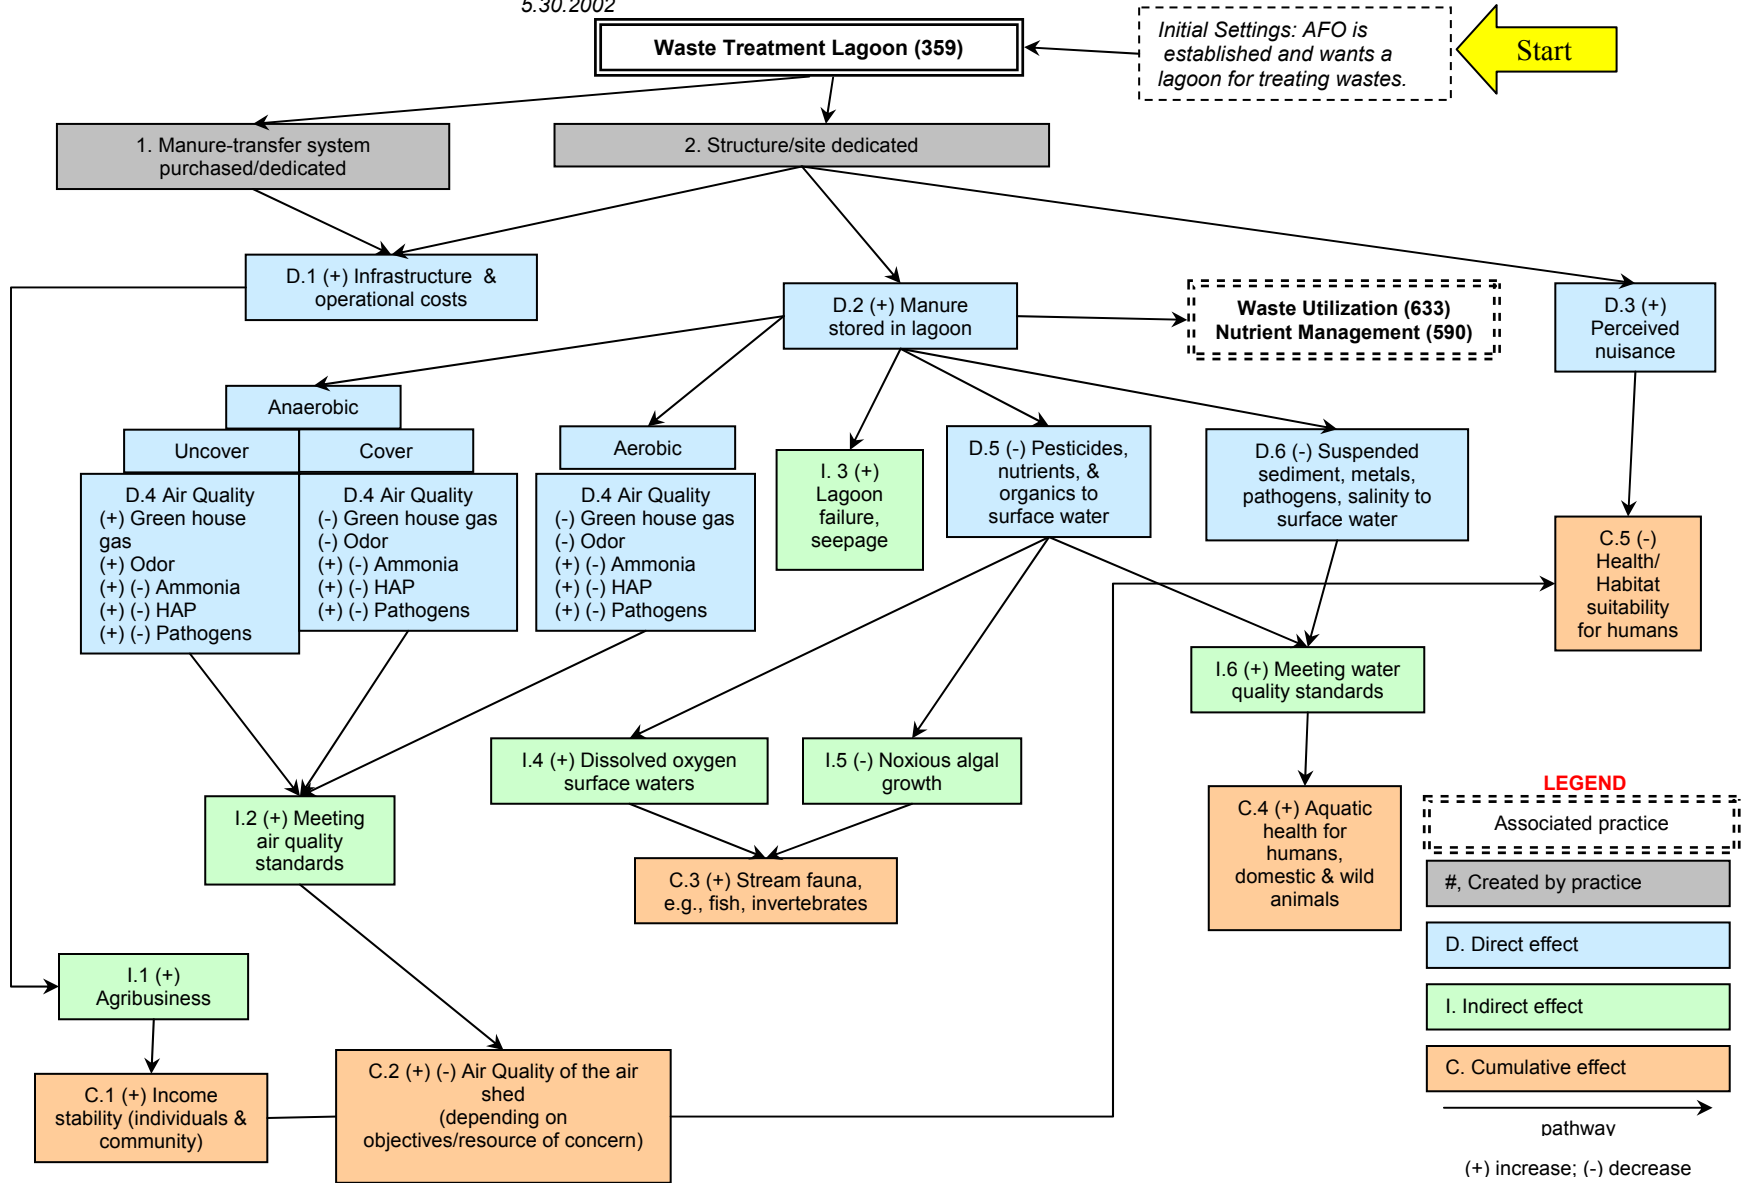 5.30.2002
Waste Treatment Lagoon (359)
Initial Settings: AFO is
established and wants a
lagoon for treating wastes.
Start
1. Manure-transfer system
purchased/dedicated
2. Structure/site dedicated
D.1 (+) Infrastructure &
operational costs
D.2 (+) Manure
stored in lagoon
Waste Utilization (633)
Nutrient Management (590)
D.3 (+)
Perceived
nuisance
Anaerobic
Uncover
Cover
Aerobic
D.4 Air Quality
(+) Green house
gas
(+) Odor
(+) (-) Ammonia
(+) (-) HAP
(+) (-) Pathogens
D.4 Air Quality
(-) Green house gas
(-) Odor
(+) (-) Ammonia
(+) (-) HAP
(+) (-) Pathogens
D.4 Air Quality
(-) Green house gas
(-) Odor
(+) (-) Ammonia
(+) (-) HAP
(+) (-) Pathogens
I. 3 (+)
Lagoon
failure,
seepage
D.5 (-) Pesticides,
nutrients, &
organics to
surface water
D.6 (-) Suspended
sediment, metals,
pathogens, salinity to
surface water
C.5 (-)
Health/
Habitat
suitability
for humans
I.6 (+) Meeting water
quality standards
I.4 (+) Dissolved oxygen
surface waters
I.5 (-) Noxious algal
growth
I.2 (+) Meeting
air quality
standards
C.3 (+) Stream fauna,
e.g., fish, invertebrates
C.4 (+) Aquatic
health for
humans,
domestic & wild
animals
I.1 (+)
Agribusiness
C.1 (+) Income
stability (individuals &
community)
C.2 (+) (-) Air Quality of the air
shed
(depending on
objectives/resource of concern)
LEGEND
Associated practice
#, Created by practice
D. Direct effect
I. Indirect effect
C. Cumulative effect
pathway
(+) increase; (-) decrease